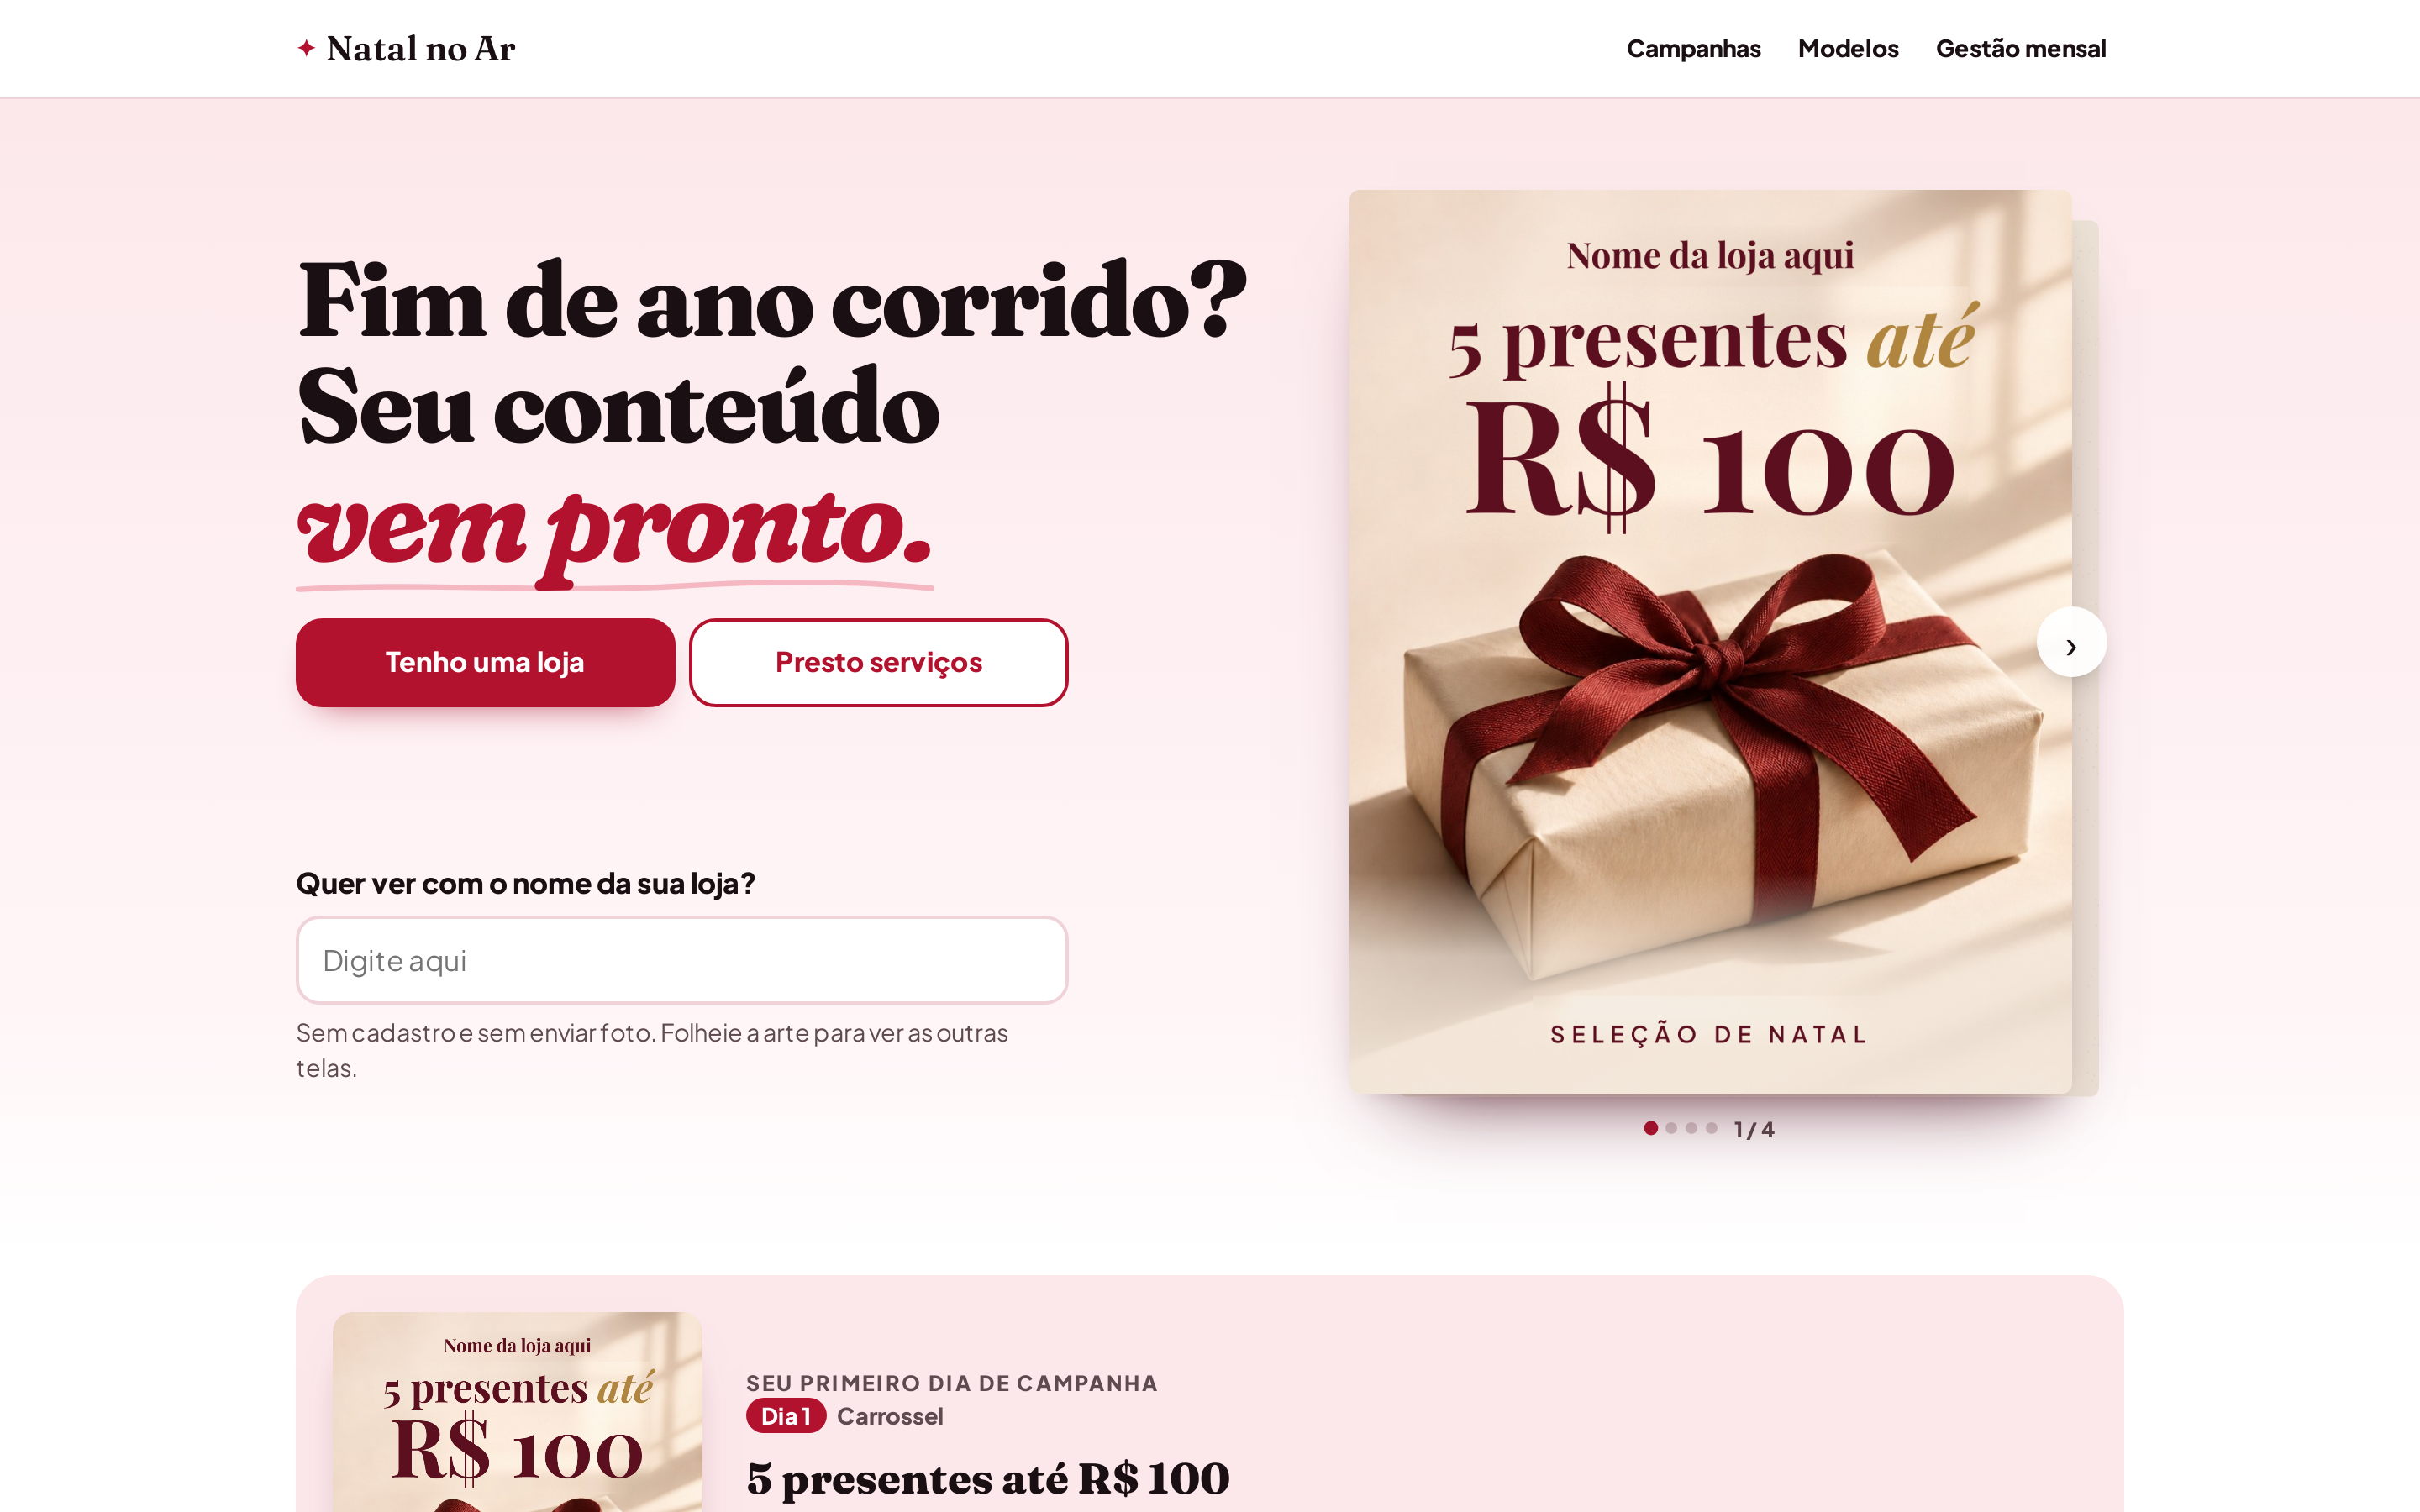 ✦ Natal no Ar
Campanhas Modelos Gestão mensal
Fim de ano corrido?
Seu conteúdo
vem pronto.
Tenho uma loja
Presto serviços
Quer ver com o nome da sua loja?
Digite aqui
Sem cadastro e sem enviar foto. Folheie a arte para ver as outras
telas.
Nome da loja aqui
5 presentes até
R$ 100
SELEÇÃO DE NATAL
›
1 / 4
Nome da loja aqui
5 presentes até
R$ 100
SEU PRIMEIRO DIA DE CAMPANHA
Dia 1 Carrossel
5 presentes até R$ 100